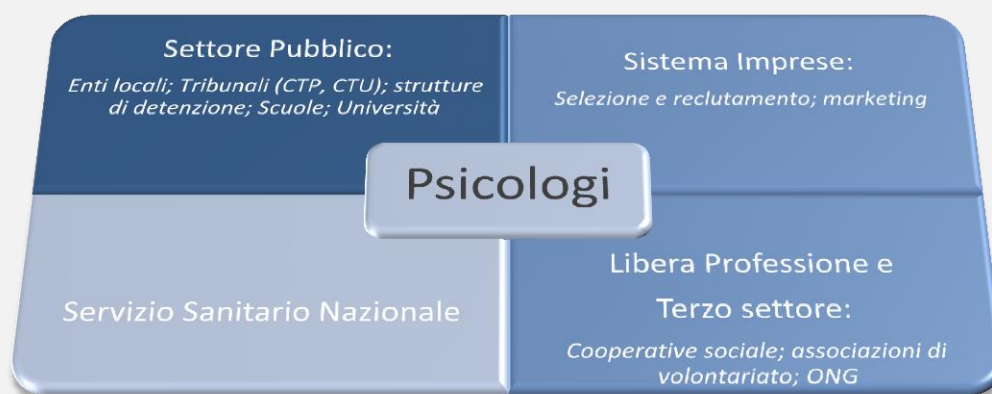 Settore Pubblico:
Enti locali; Tribunali (CTP, CTU); strutture
di detenzione; Scuole; Università
Sistema Imprese:
Selezione e reclutamento; marketing
Psicologi
Servizio Sanitario Nazionale
Libera Professione e
Terzo settore:
Cooperative sociale; associazioni di
volontariato; ONG